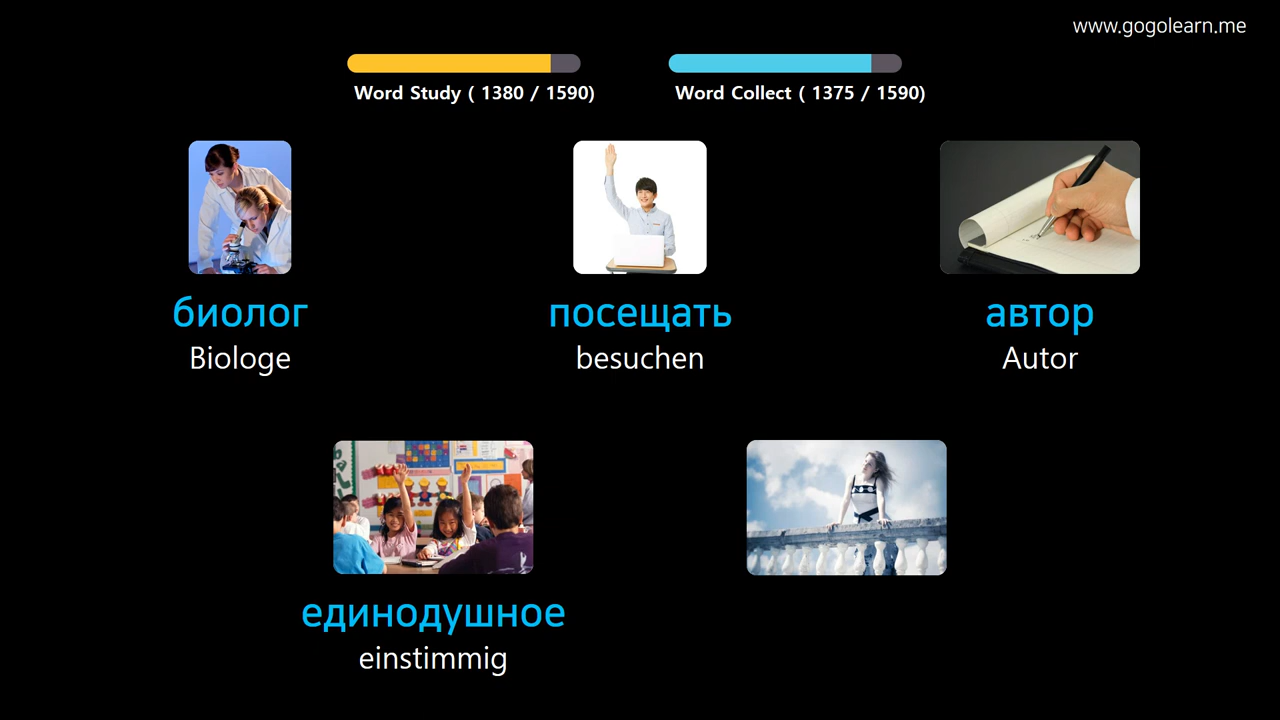 www.gogolearn.me
Word Study ( 1380 / 1590)
Word Collect ( 1375 / 1590)
биолог
Biologe
посещать
besuchen
автор
Autor
единодушное
einstimmig